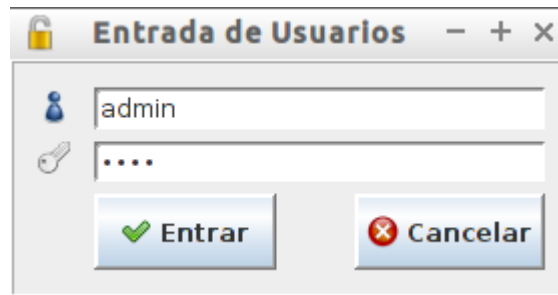 Entrada de Usuarios
admin
••••
Entrar Cancelar